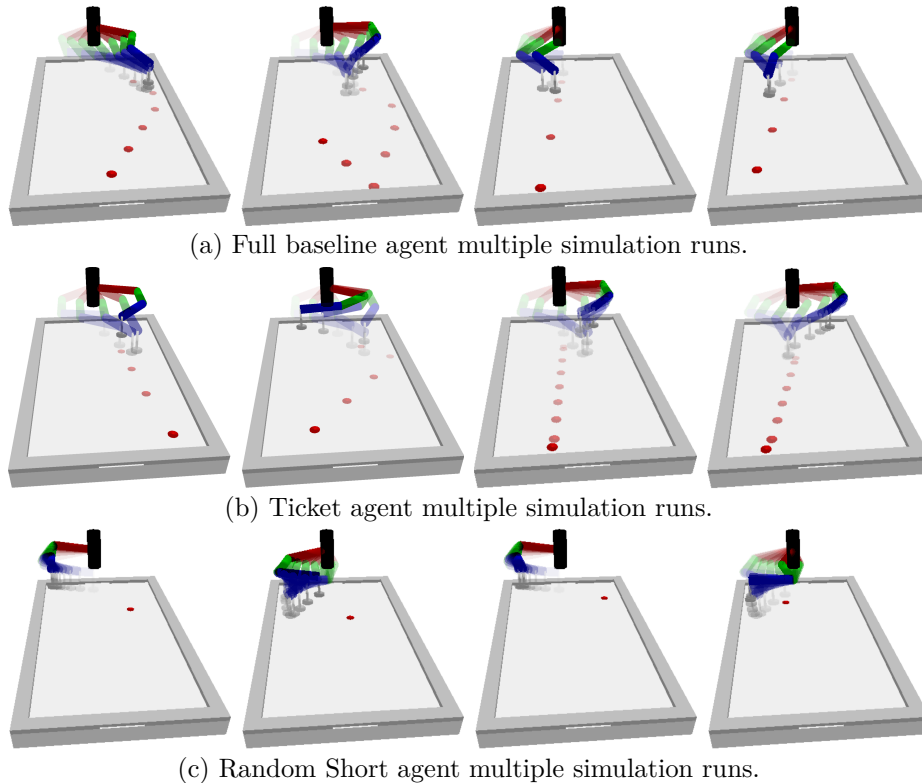 (a) Full baseline agent multiple simulation runs.
(b) Ticket agent multiple simulation runs.
(c) Random Short agent multiple simulation runs.